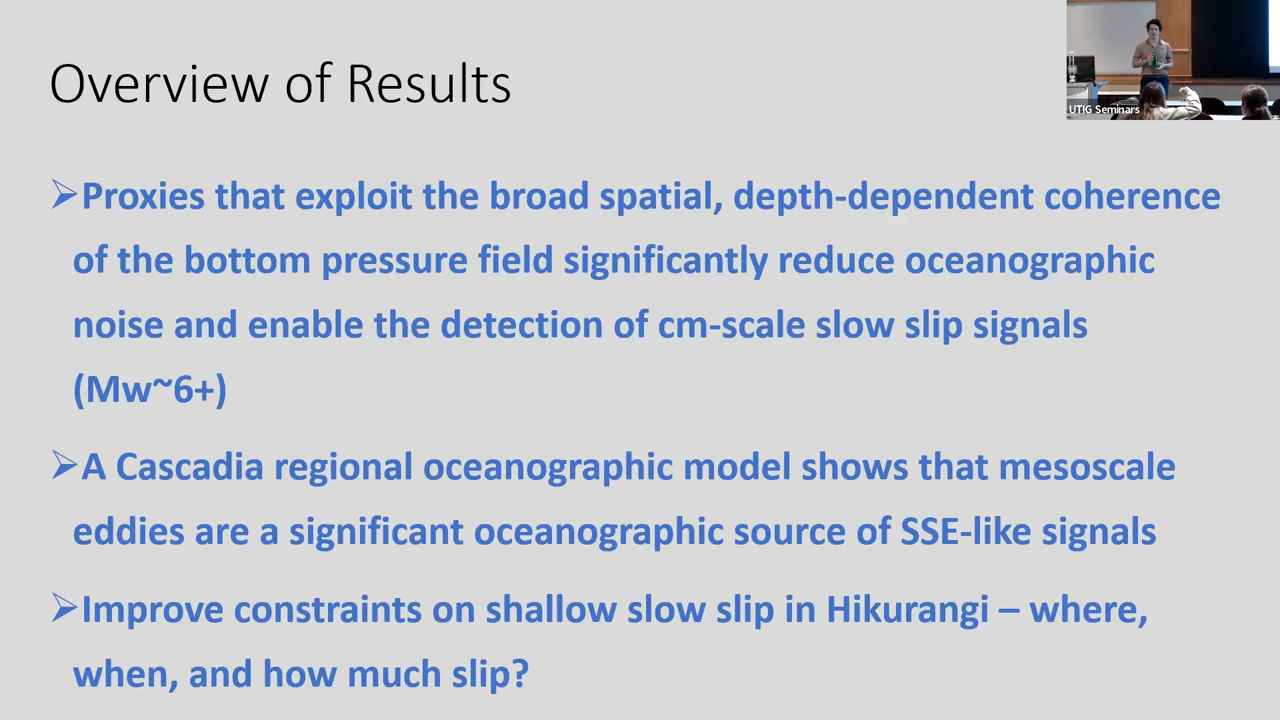 Overview of Results
UTIG Seminars
➢Proxies that exploit the broad spatial, depth-dependent coherence
of the bottom pressure field significantly reduce oceanographic
noise and enable the detection of cm-scale slow slip signals
(Mw~6+)
➢A Cascadia regional oceanographic model shows that mesoscale
eddies are a significant oceanographic source of SSE-like signals
➢Improve constraints on shallow slow slip in Hikurangi – where,
when, and how much slip?